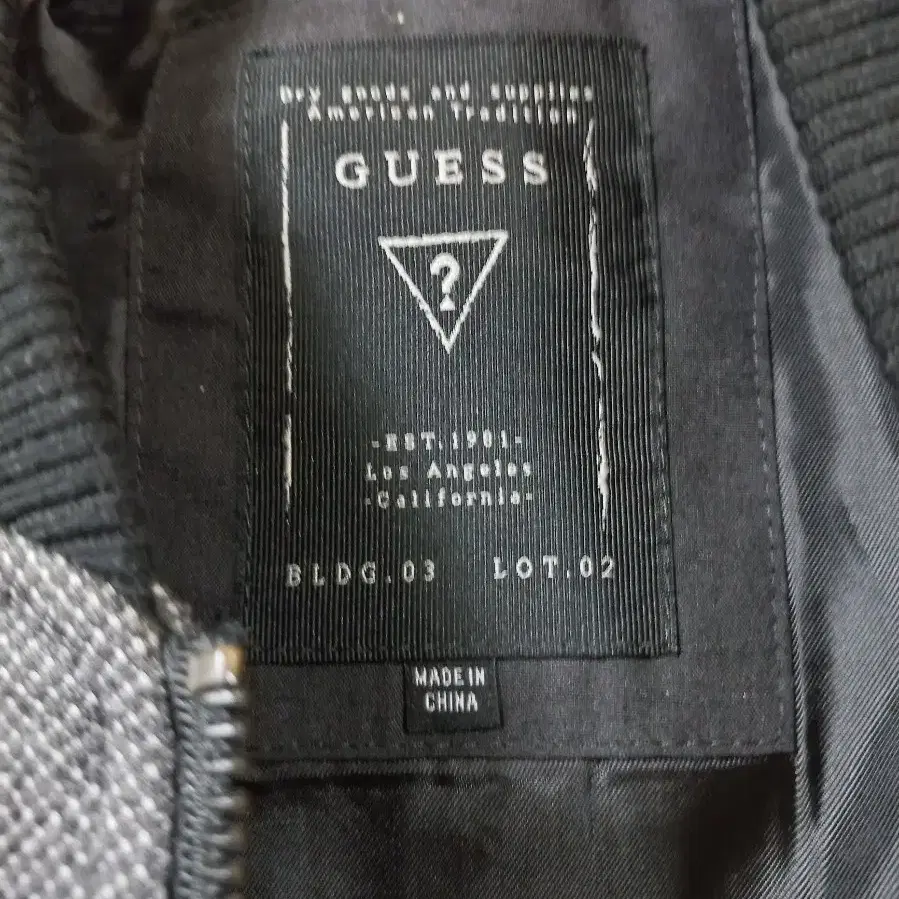 Dry goods and supplies
American Tradition
GUESS
?
-EST.1981-
Los Angeles
-California-
BLDG.03 LOT.02
MADE IN
CHINA